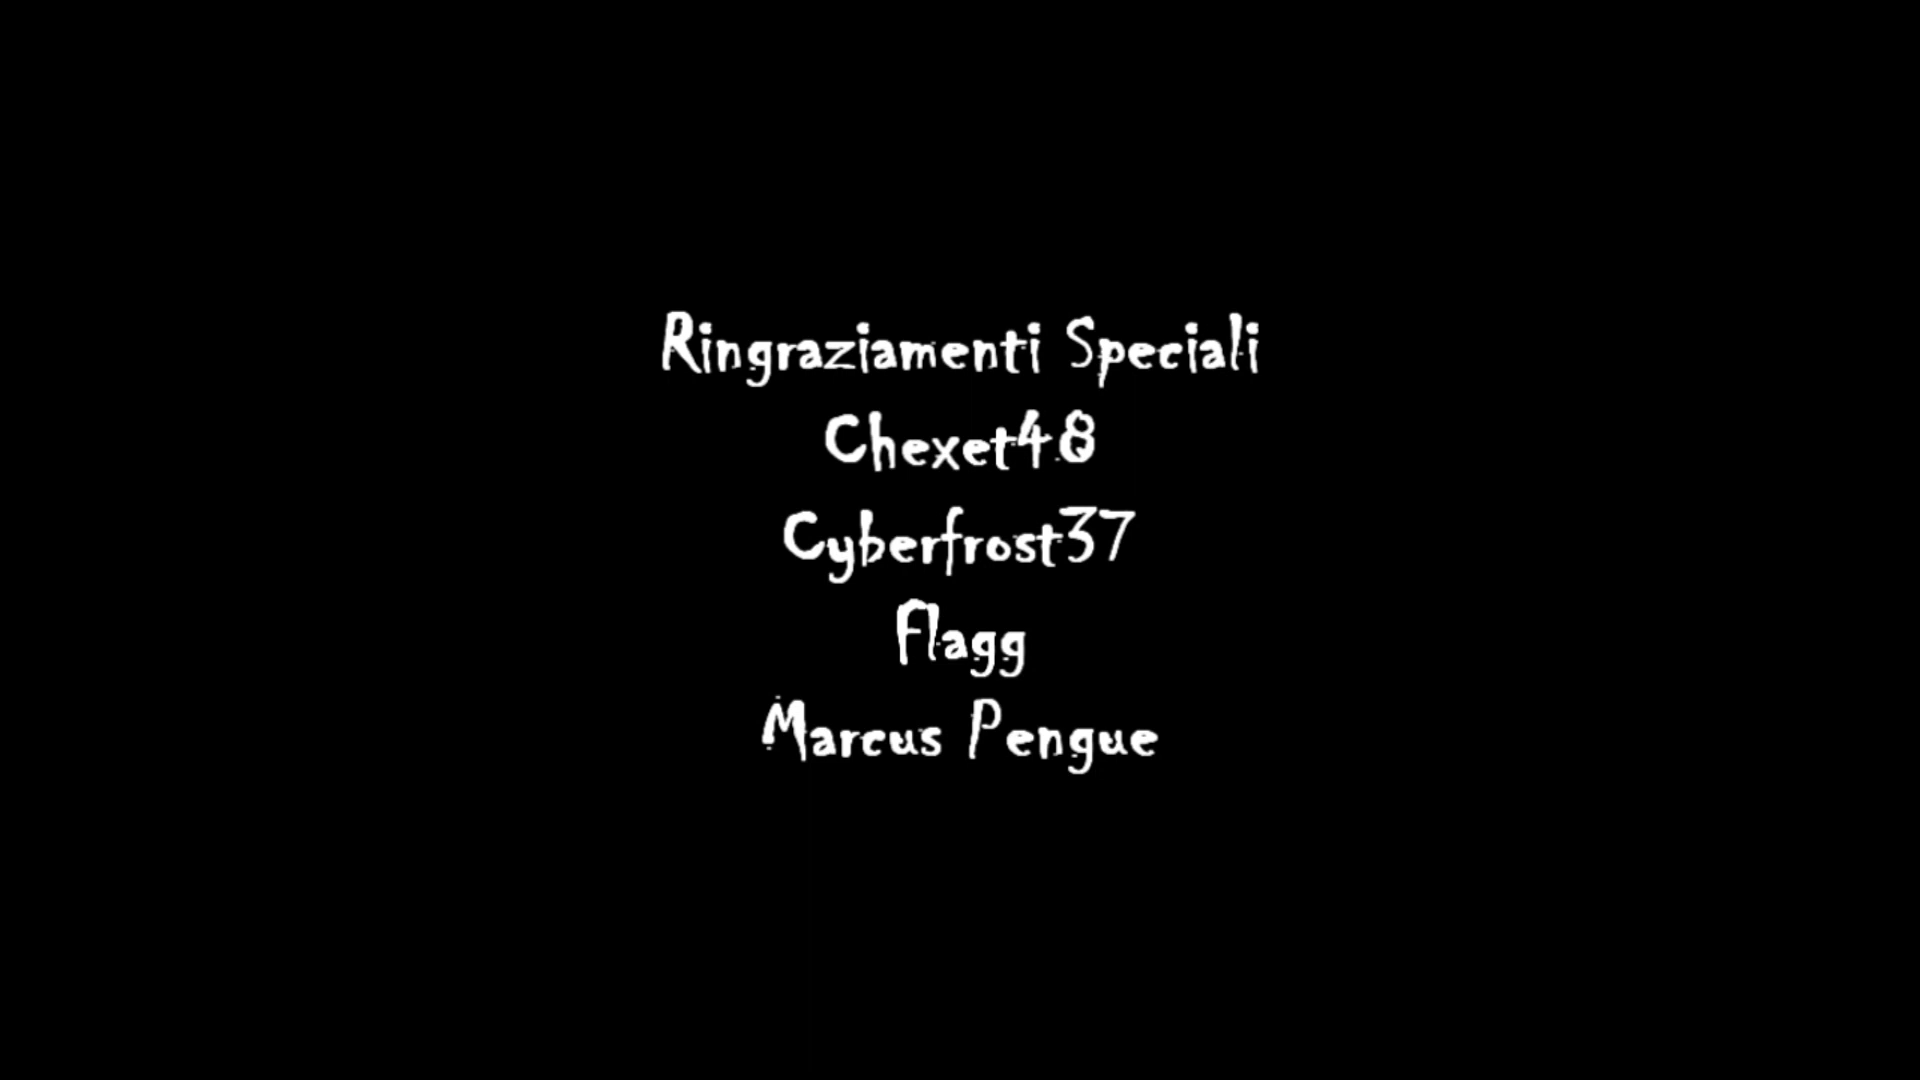 Ringraziamenti Speciali
Chexet48
Cyberfrost37
Flagg
Marcus Pengue